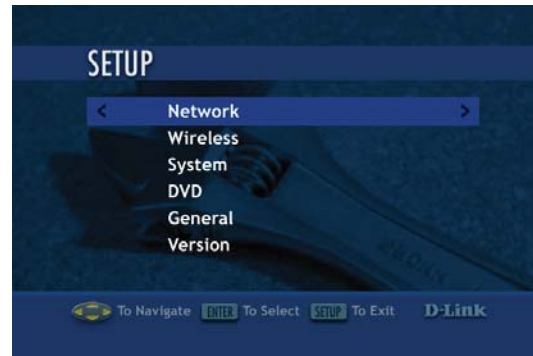 SETUP
< Network >
Wireless
System
DVD
General
Version
To Navigate ENTER To Select SETUP To Exit D-Link